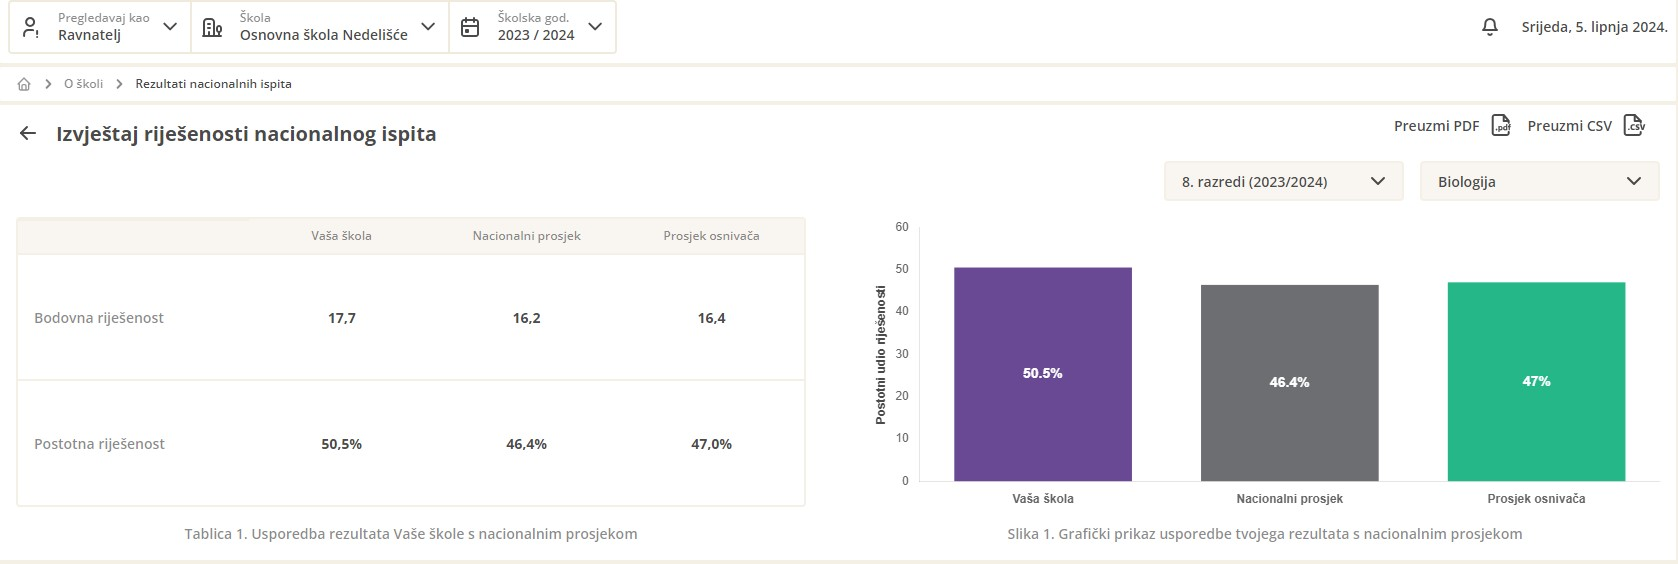 Pregledavaj kao
Ravnatelj
Škola
Osnovna škola Nedelišće
Školska god.
2023 / 2024
Srijeda, 5. lipnja 2024.
O školi
Rezultati nacionalnih ispita
Izvještaj riješenosti nacionalnog ispita
Preuzmi PDF
.pdf
Preuzmi CSV
.csv
8. razredi (2023/2024)
Biologija
Vaša škola Nacionalni prosjek Prosjek osnivača
Bodovna riješenost 17,7 16,2 16,4
Postotna riješenost 50,5% 46,4% 47,0%
Tablica 1. Usporedba rezultata Vaše škole s nacionalnim prosjekom
Postotni udio riješenosti
60
50
40
30
20
10
0
50.5%
46.4%
47%
Vaša škola
Nacionalni prosjek
Prosjek osnivača
Slika 1. Grafički prikaz usporedbe tvojega rezultata s nacionalnim prosjekom